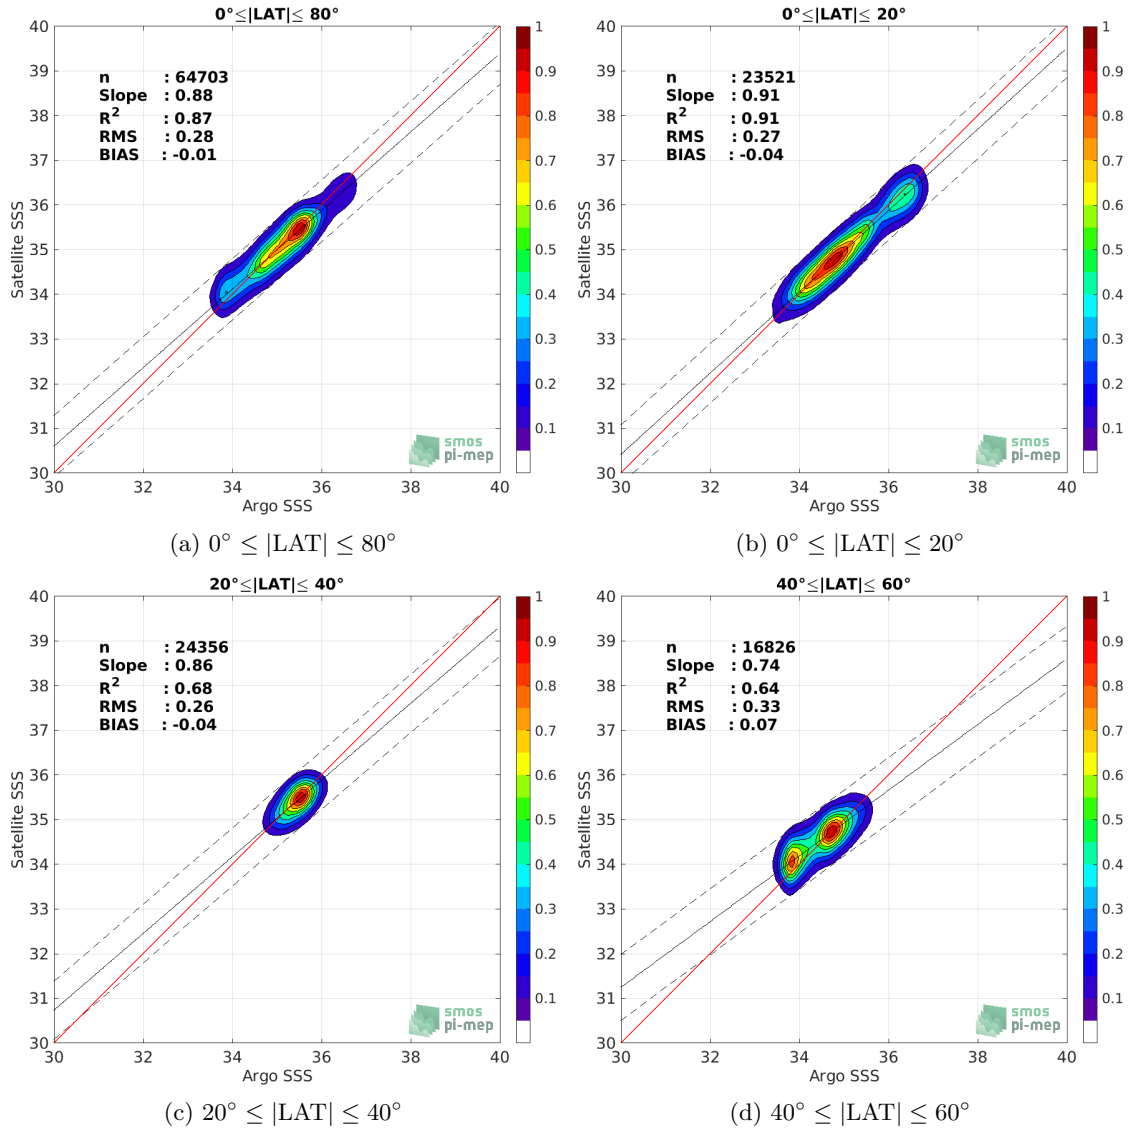 0°≤|LAT|≤ 80°
40
39
38
37
36
35
34
33
32
31
30
Satellite SSS
n : 64703
Slope : 0.88
R2 : 0.87
RMS : 0.28
BIAS : -0.01
smos
pi-mep
30 32 34 36 38 40
Argo SSS
1
0.9
0.8
0.7
0.6
0.5
0.4
0.3
0.2
0.1
(a) 0° ≤ |LAT| ≤ 80°
0°≤|LAT|≤ 20°
40
39
38
37
36
35
34
33
32
31
30
Satellite SSS
n : 23521
Slope : 0.91
R2 : 0.91
RMS : 0.27
BIAS : -0.04
smos
pi-mep
30 32 34 36 38 40
Argo SSS
1
0.9
0.8
0.7
0.6
0.5
0.4
0.3
0.2
0.1
(b) 0° ≤ |LAT| ≤ 20°
20°≤|LAT|≤ 40°
40
39
38
37
36
35
34
33
32
31
30
Satellite SSS
n : 24356
Slope : 0.86
R2 : 0.68
RMS : 0.26
BIAS : -0.04
smos
pi-mep
30 32 34 36 38 40
Argo SSS
1
0.9
0.8
0.7
0.6
0.5
0.4
0.3
0.2
0.1
(c) 20° ≤ |LAT| ≤ 40°
40°≤|LAT|≤ 60°
40
39
38
37
36
35
34
33
32
31
30
Satellite SSS
n : 16826
Slope : 0.74
R2 : 0.64
RMS : 0.33
BIAS : 0.07
smos
pi-mep
30 32 34 36 38 40
Argo SSS
1
0.9
0.8
0.7
0.6
0.5
0.4
0.3
0.2
0.1
(d) 40° ≤ |LAT| ≤ 60°